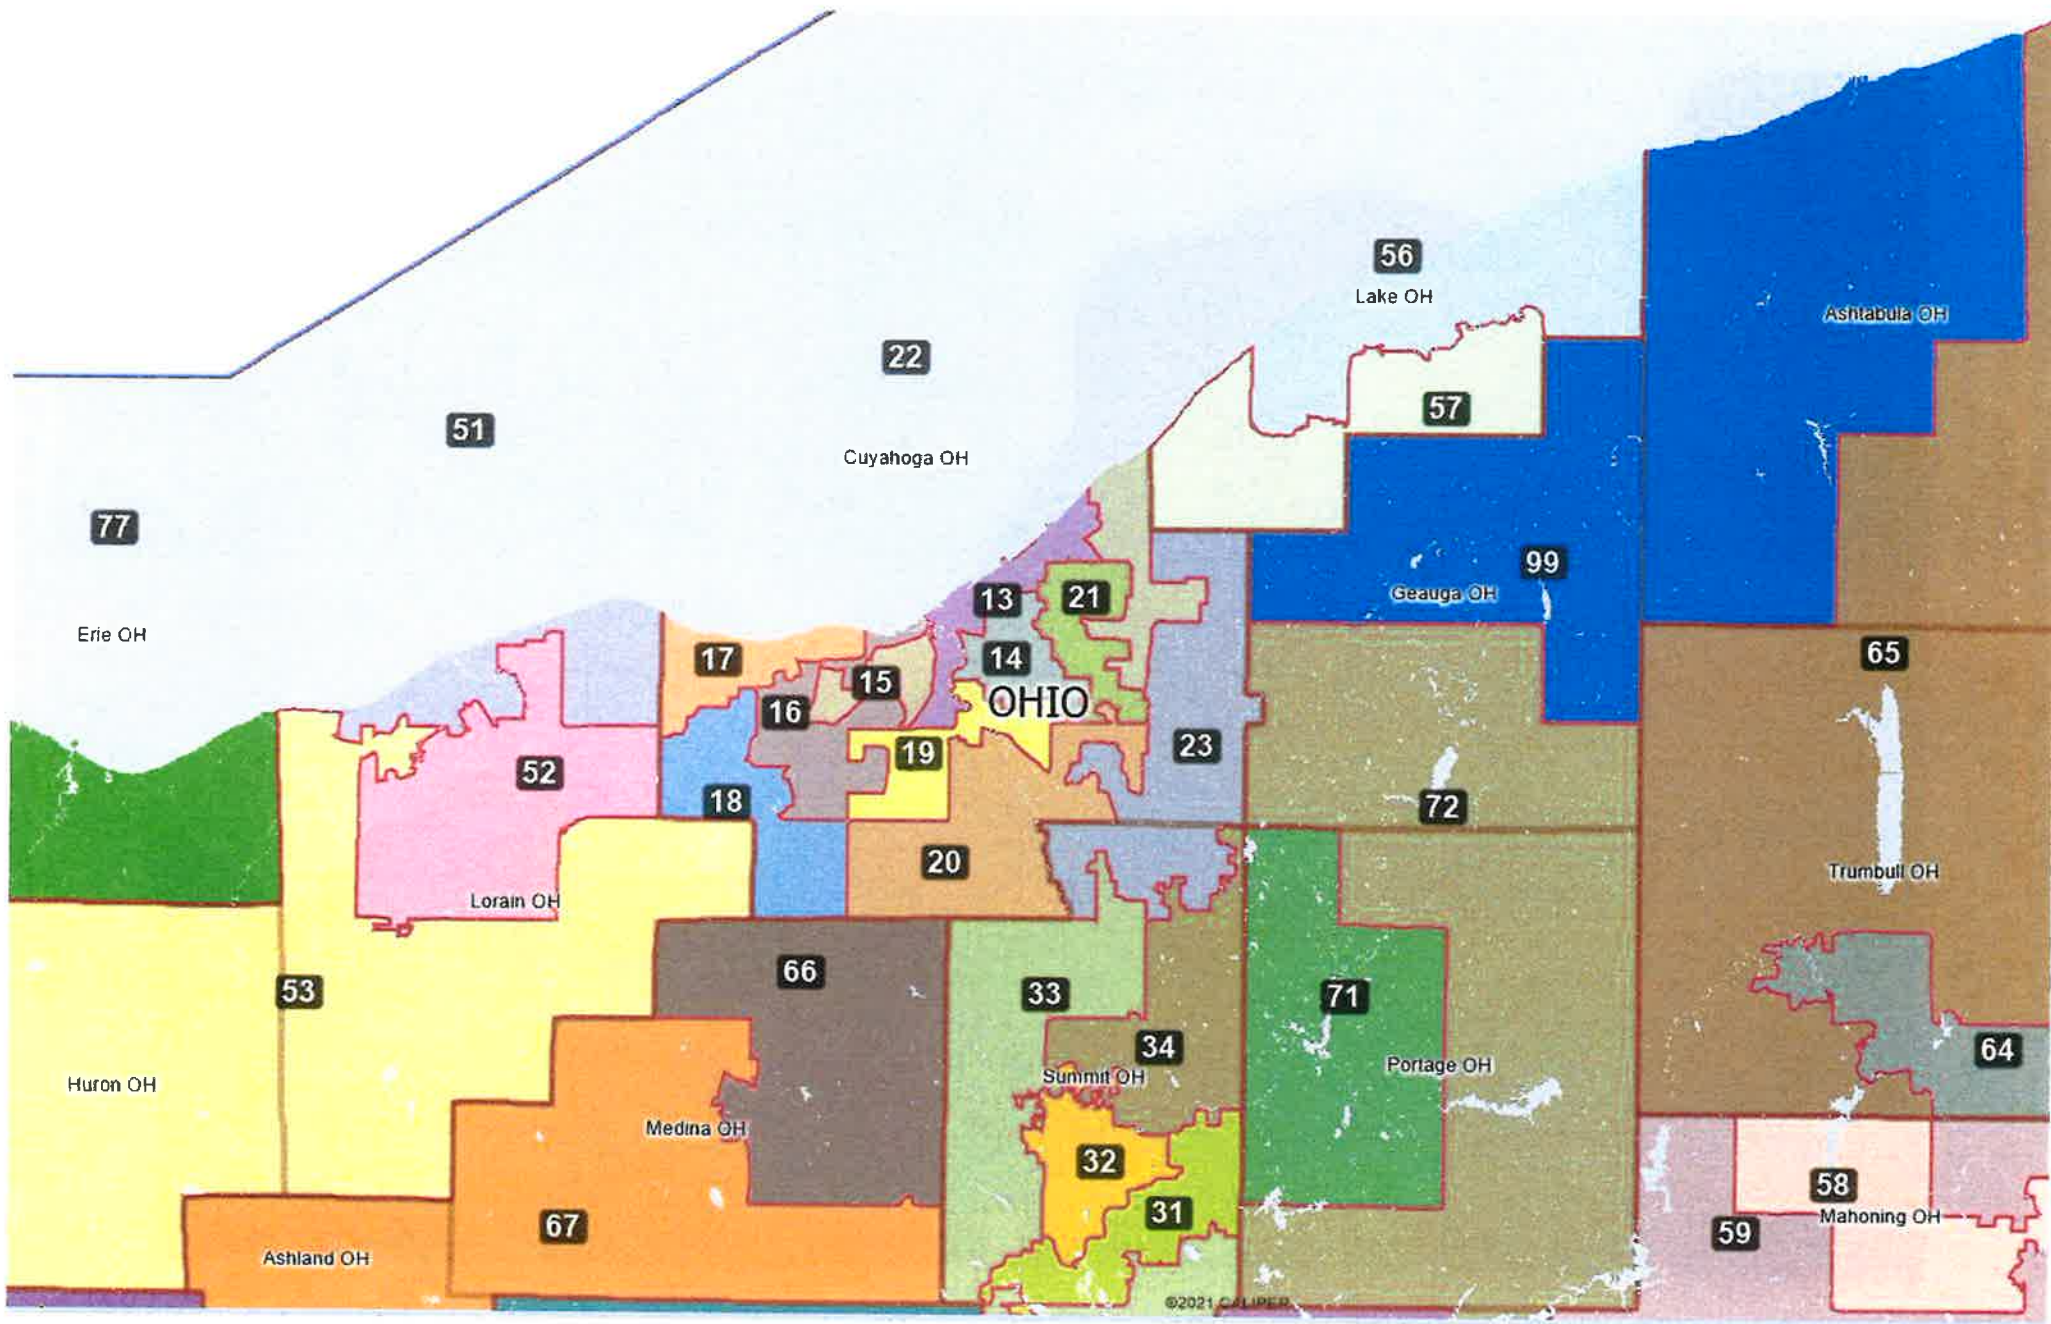 56
Lake OH
Ashtabula OH
22
57
51
Cuyahoga OH
77
99
Geauga OH
13
21
Erie OH
17
14
65
15
OHIO
16
23
19
52
18
72
20
Trumbull OH
Lorain OH
66
53
33
71
34
64
Portage OH
Summit OH
Huron OH
Medina OH
32
58
31
Mahoning OH
67
59
Ashland OH
©2021 CALIPER